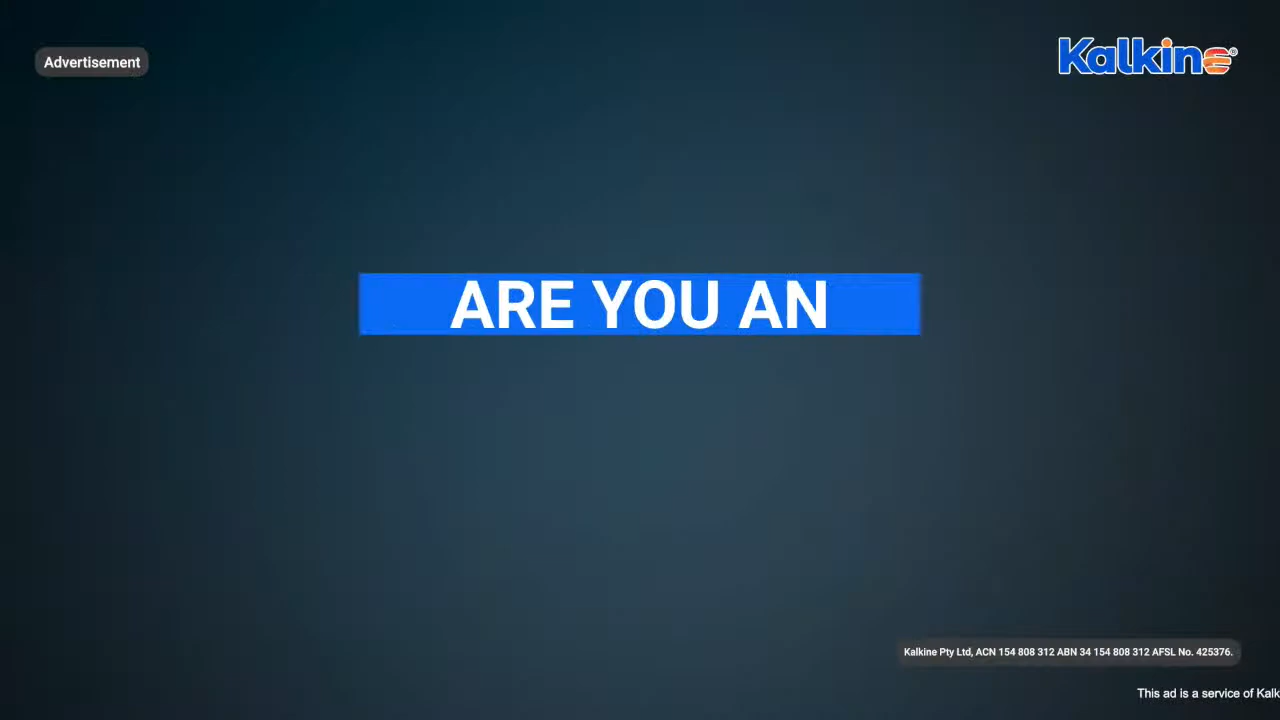 Advertisement
Kalkine®
ARE YOU AN
Kalkine Pty Ltd, ACN 154 808 312 ABN 34 154 808 312 AFSL No. 425376.
This ad is a service of Kalk